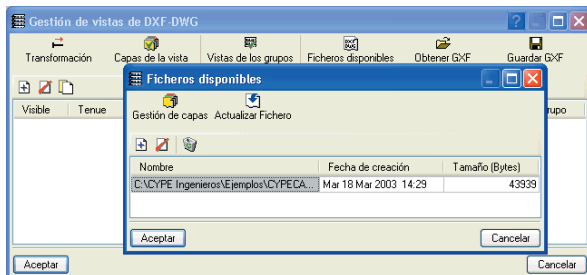 Gestión de vistas de DXF-DWG
Transformación Capas de la vista Vistas de los grupos Ficheros disponibles Obtener GXF Guardar GXF
Visible Tenue
Ficheros disponibles
Gestión de capas Actualizar Fichero
Nombre Fecha de creación Tamaño (Bytes)
C:\CYPE Ingenieros\Ejemplos\CYPECA... Mar 18 Mar 2003 14:29 43939
Aceptar Cancelar
Aceptar Cancelar